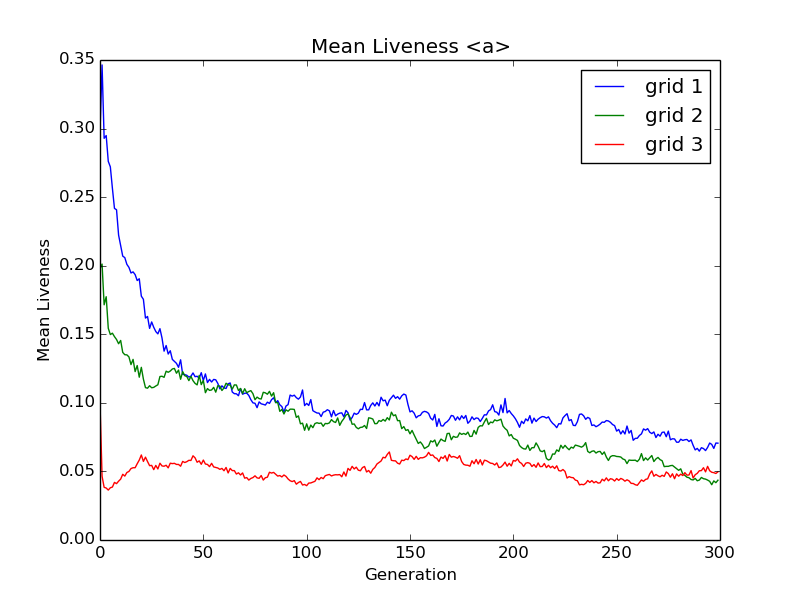 Mean Liveness <a>
0.35
0.30
0.25
0.20
0.15
0.10
0.05
0.00
Mean Liveness
grid 1
grid 2
grid 3
0 50 100 150 200 250 300
Generation